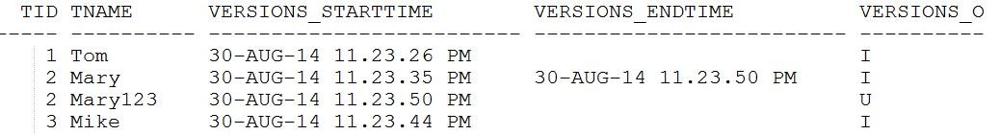 TID TNAME      VERSIONS_STARTTIME       VERSIONS_ENDTIME         VERSIONS_O
----- ---------- ------------------------- ------------------------- ----------
1 Tom        30-AUG-14 11.23.26 PM                              I
2 Mary       30-AUG-14 11.23.35 PM    30-AUG-14 11.23.50 PM    I
2 Mary123    30-AUG-14 11.23.50 PM                              U
3 Mike       30-AUG-14 11.23.44 PM                              I